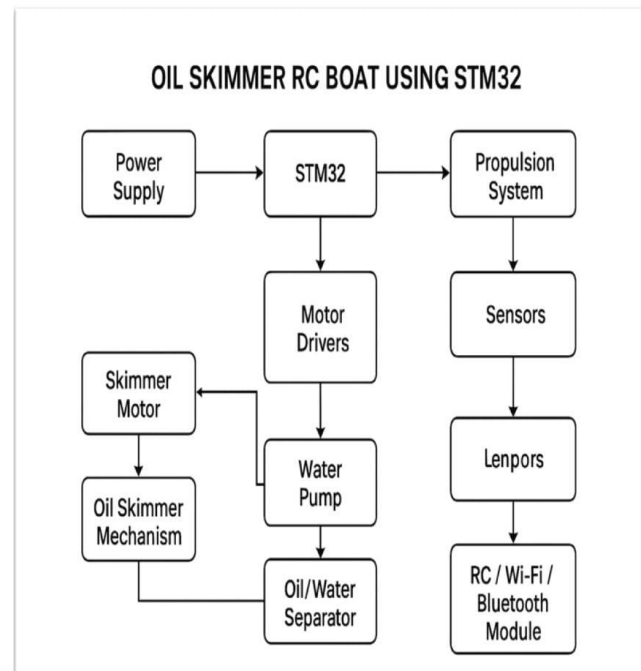 OIL SKIMMER RC BOAT USING STM32
Power
Supply
STM32
Propulsion
System
Motor
Drivers
Sensors
Skimmer
Motor
Water
Pump
Lenpors
Oil Skimmer
Mechanism
Oil/Water
Separator
RC / Wi-Fi /
Bluetooth
Module